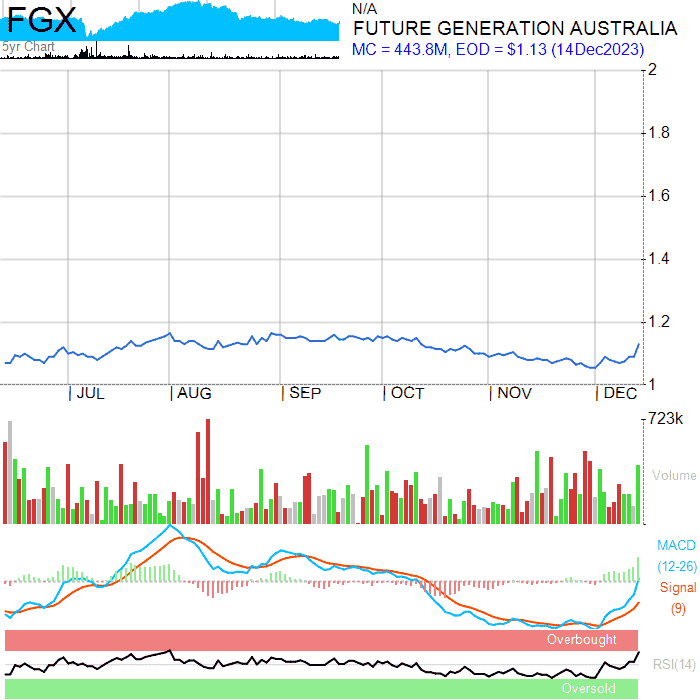 FGX
5yr Chart
N/A
FUTURE GENERATION AUSTRALIA
MC = 443.8M, EOD = $1.13 (14Dec2023)
2
1.8
1.6
1.4
1.2
1
JUL AUG SEP OCT NOV DEC
723k
Volume
MACD
(12-26)
Signal
(9)
Overbought
RSI(14)
Oversold